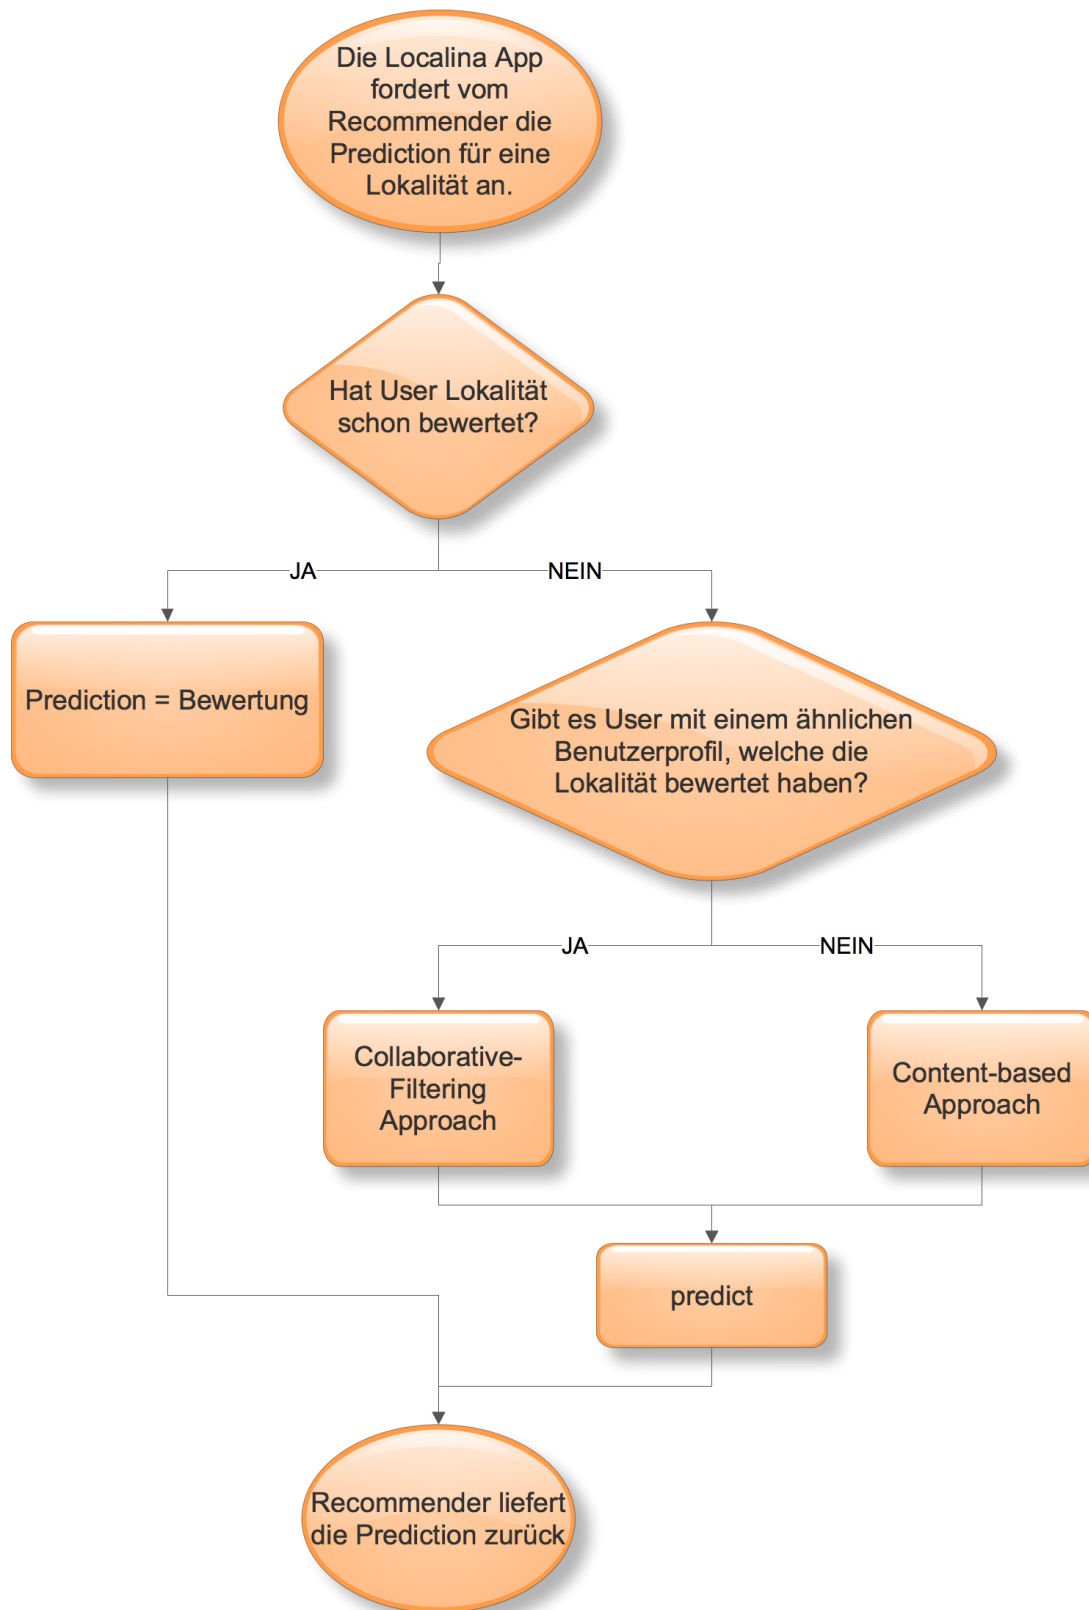 Die Localina App
fordert vom
Recommender die
Prediction für eine
Lokalität an.
Hat User Lokalität
schon bewertet?
JA
NEIN
Prediction = Bewertung
Gibt es User mit einem ähnlichen
Benutzerprofil, welche die
Lokalität bewertet haben?
JA
NEIN
Collaborative-
Filtering
Approach
Content-based
Approach
predict
Recommender liefert
die Prediction zurück